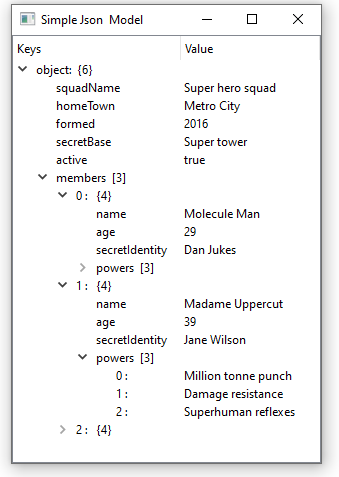 Simple Json Model
Keys Value
object: {6}
squadName Super hero squad
homeTown Metro City
formed 2016
secretBase Super tower
active true
members [3]
0: {4}
name Molecule Man
age 29
secretIdentity Dan Jukes
powers [3]
1: {4}
name Madame Uppercut
age 39
secretIdentity Jane Wilson
powers [3]
0: Million tonne punch
1: Damage resistance
2: Superhuman reflexes
2: {4}